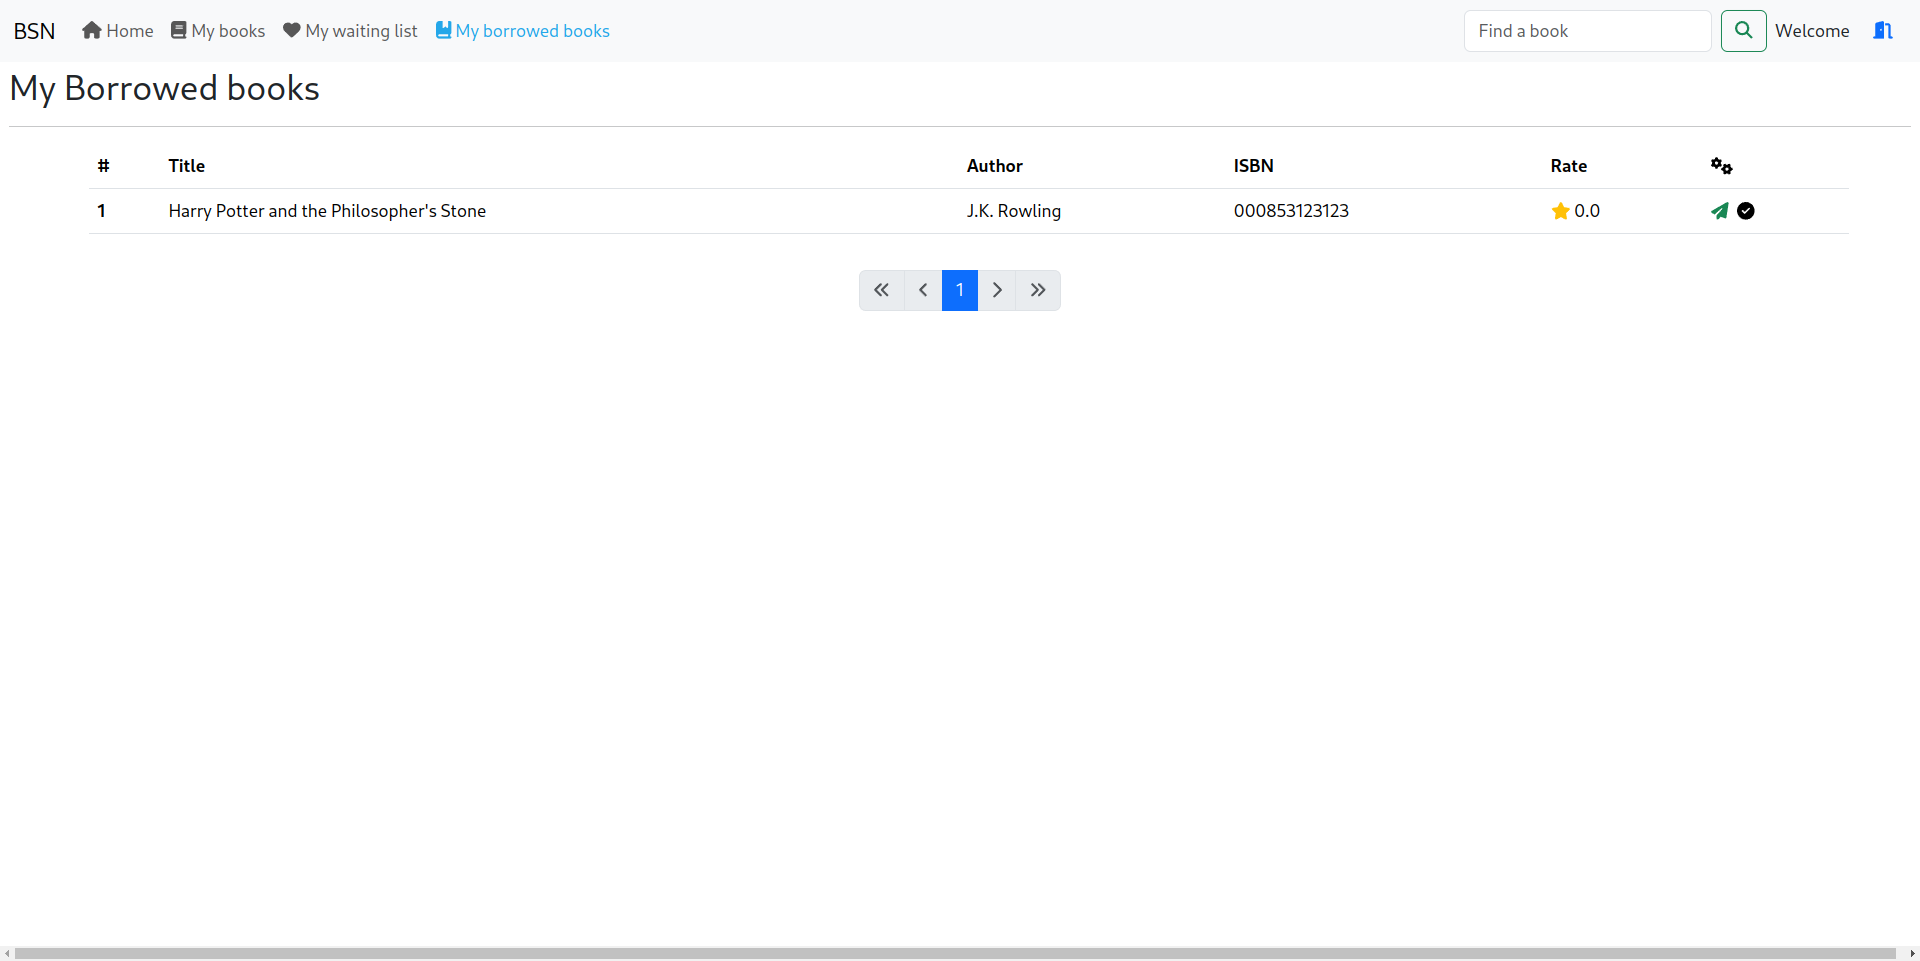 BSN Home My books My waiting list My borrowed books Find a book Welcome
My Borrowed books
# Title Author ISBN Rate
1 Harry Potter and the Philosopher's Stone J.K. Rowling 000853123123 0.0
1